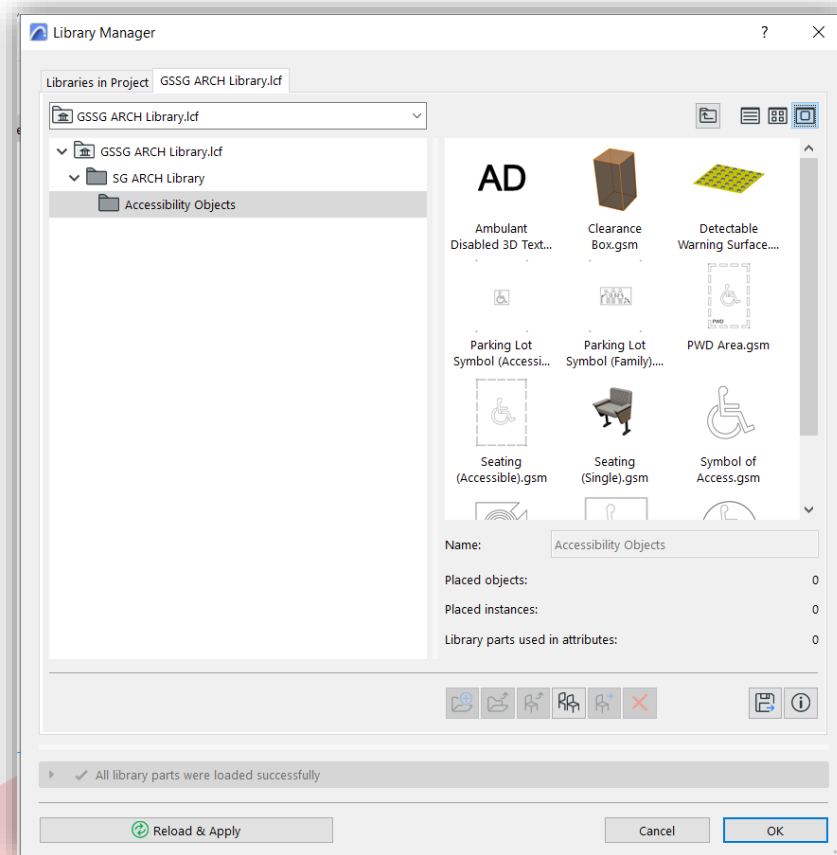 Library Manager
?
Libraries in Project
GSSG ARCH Library.lcf
GSSG ARCH Library.lcf
GSSG ARCH Library.lcf
SG ARCH Library
Accessibility Objects
AD
Ambulant
Disabled 3D Text...
Clearance
Box.gsm
Detectable
Warning Surface....
Parking Lot
Symbol (Accessi...
Parking Lot
Symbol (Family)....
PWD
PWD Area.gsm
Seating
(Accessible).gsm
Seating
(Single).gsm
Symbol of
Access.gsm
Name:
Accessibility Objects
Placed objects: 0
Placed instances: 0
Library parts used in attributes: 0
All library parts were loaded successfully
Reload & Apply
Cancel
OK